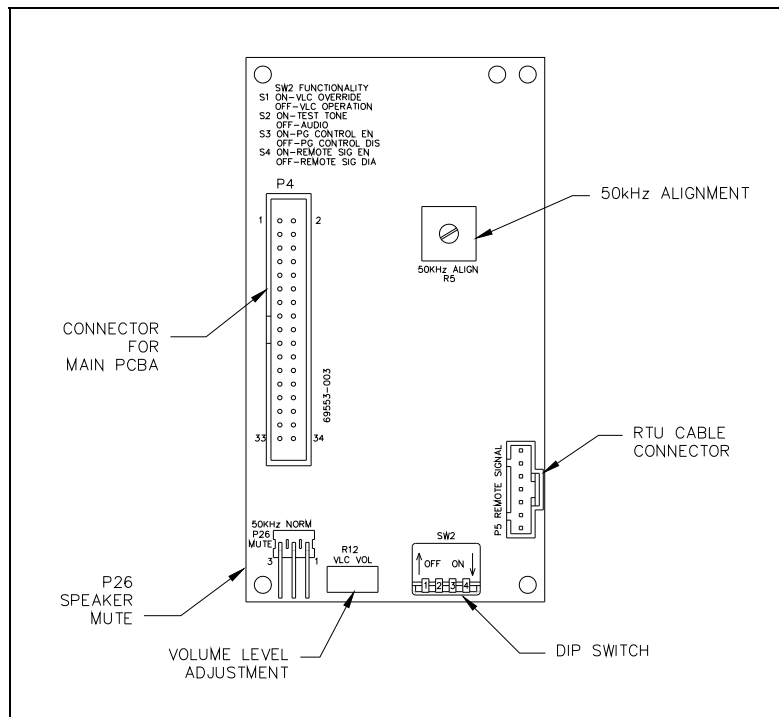 SW2 FUNCTIONALITY
S1 ON-VLC OVERRIDE
OFF-VLC OPERATION
S2 ON-TEST TONE
OFF-AUDIO
S3 ON-PG CONTROL EN
OFF-PG CONTROL DIS
S4 ON-REMOTE SIG EN
OFF-REMOTE SIG DIA
P4
1 2
50kHz ALIGNMENT
50KHz ALIGN
R5
CONNECTOR
FOR
MAIN PCBA
69553-003
33 34
RTU CABLE
CONNECTOR
P5 REMOTE SIGNAL
50KHz NORM
P26
MUTE
3 1
R12
VLC VOL
SW2
OFF ON
1 2 3 4
P26
SPEAKER
MUTE
VOLUME LEVEL
ADJUSTMENT
DIP SWITCH